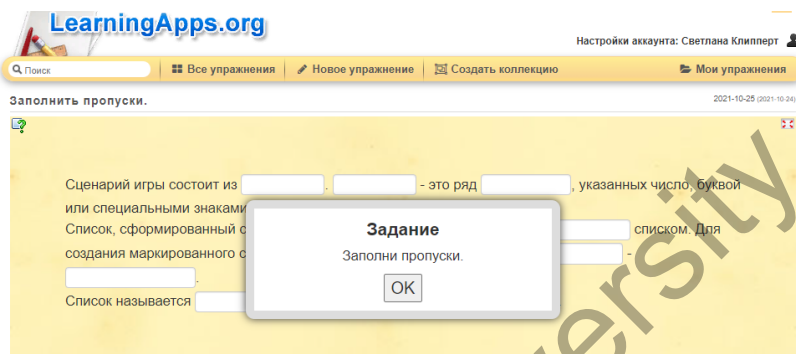 LearningApps.org
Настройки аккаунта: Светлана Клипперт
Поиск Все упражнения Новое упражнение Создать коллекцию Мои упражнения
Заполнить пропуски. 2021-10-25 (2021-10-24)
Сценарий игры состоит из . - это ряд , указанных число, буквой
или специальными знаками
Список, сформированный с списком. Для
создания маркированного с -
.
Список называется
Задание
Заполни пропуски.
OK
ersity